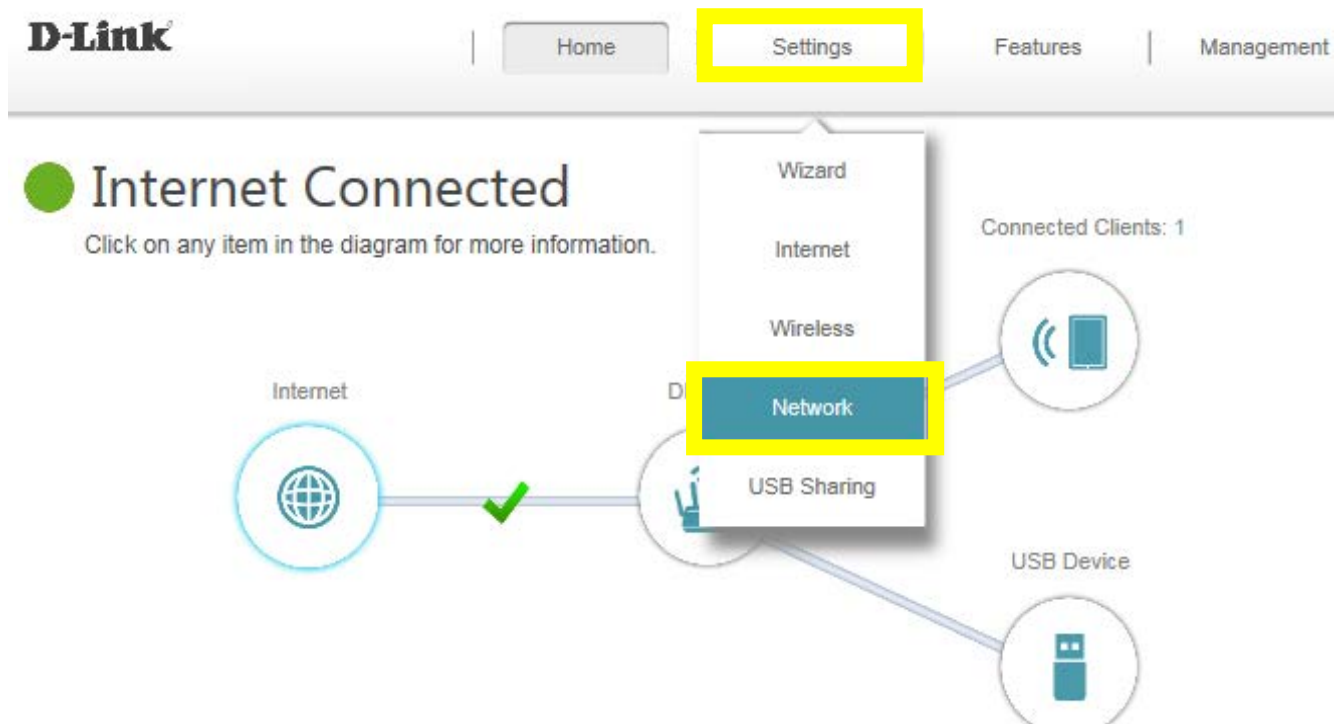 D-Link
Home
Settings
Features
Management
Internet Connected
Click on any item in the diagram for more information.
Wizard
Internet
Wireless
Network
USB Sharing
Connected Clients: 1
Internet
USB Device